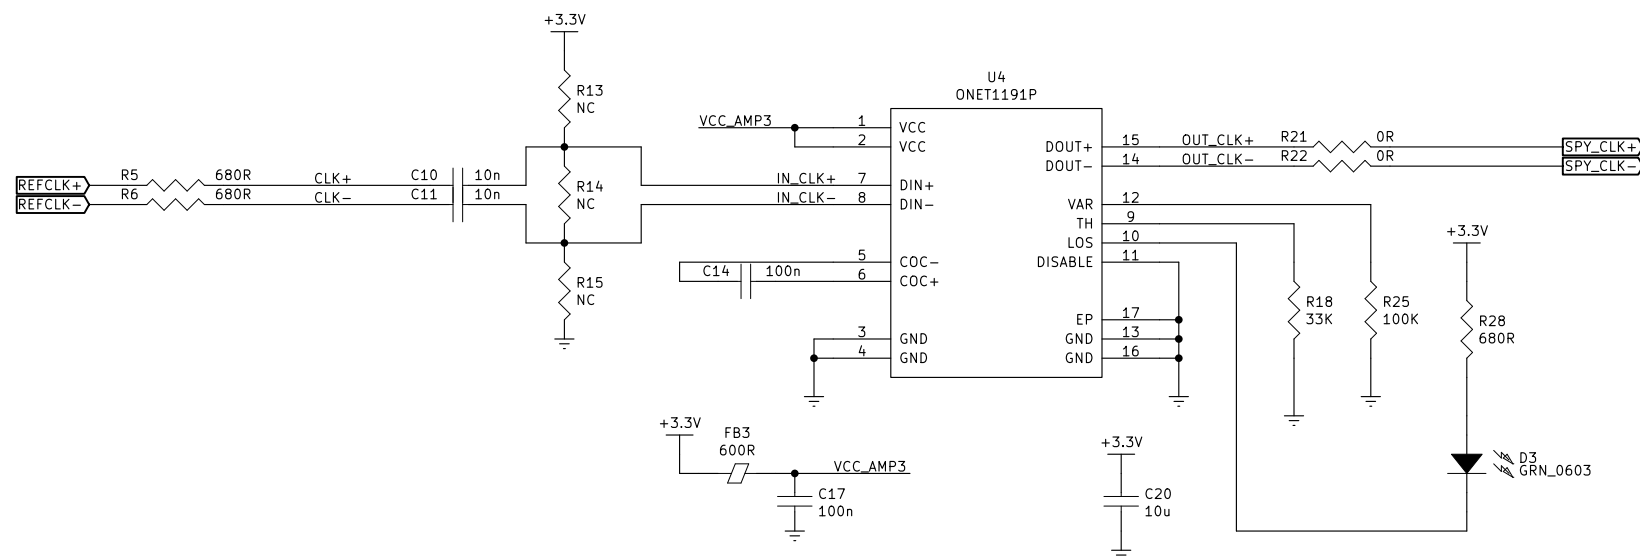 +3.3V
R13
NC
U4
ONET1191P
VCC_AMP3
1 VCC
2 VCC
DOUT+ 15 OUT_CLK+ R21 0R SPY_CLK+
DOUT- 14 OUT_CLK- R22 0R SPY_CLK-
REFCLK+ R5 680R CLK+ C10 10n IN_CLK+ 7 DIN+
REFCLK- R6 680R CLK- C11 10n IN_CLK- 8 DIN-
R14
NC
VAR 12
TH 9
LOS 10
DISABLE 11
+3.3V
5 COC-
C14 100n 6 COC+
R15
NC
R18
33K
R25
100K
R28
680R
EP 17
3 GND
GND 13
4 GND
GND 16
+3.3V
FB3
600R
VCC_AMP3
C17
100n
+3.3V
C20
10u
D3
GRN_0603